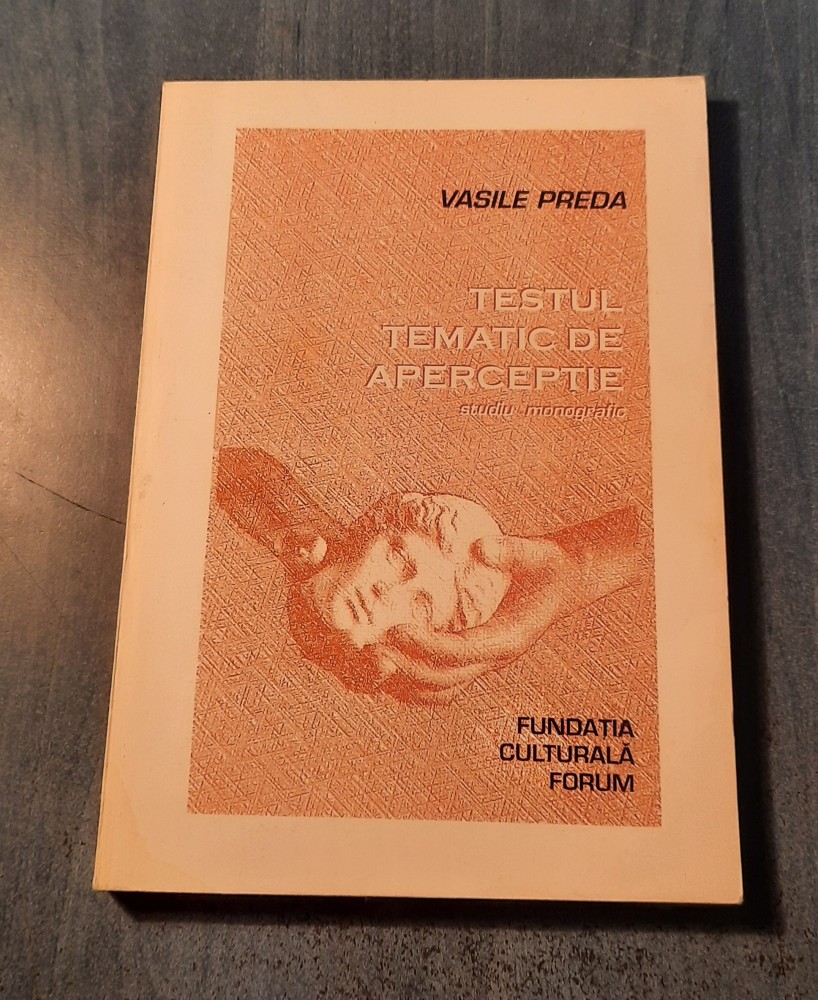 VASILE PREDA
TESTUL
TEMATIC DE
APERCEPȚIE
studiu monografic
FUNDAȚIA
CULTURALĂ
FORUM